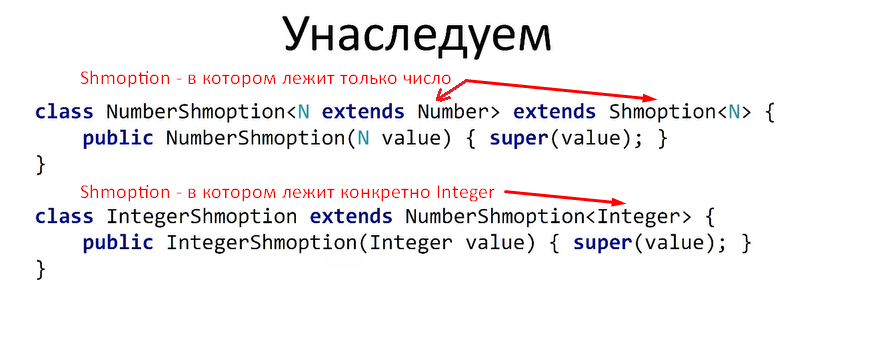 Унаследуем
Shmoption - в котором лежит только число
class NumberShmoption<N extends Number> extends Shmoption<N> {
public NumberShmoption(N value) { super(value); }
}
Shmoption - в котором лежит конкретно Integer
class IntegerShmoption extends NumberShmoption<Integer> {
public IntegerShmoption(Integer value) { super(value); }
}